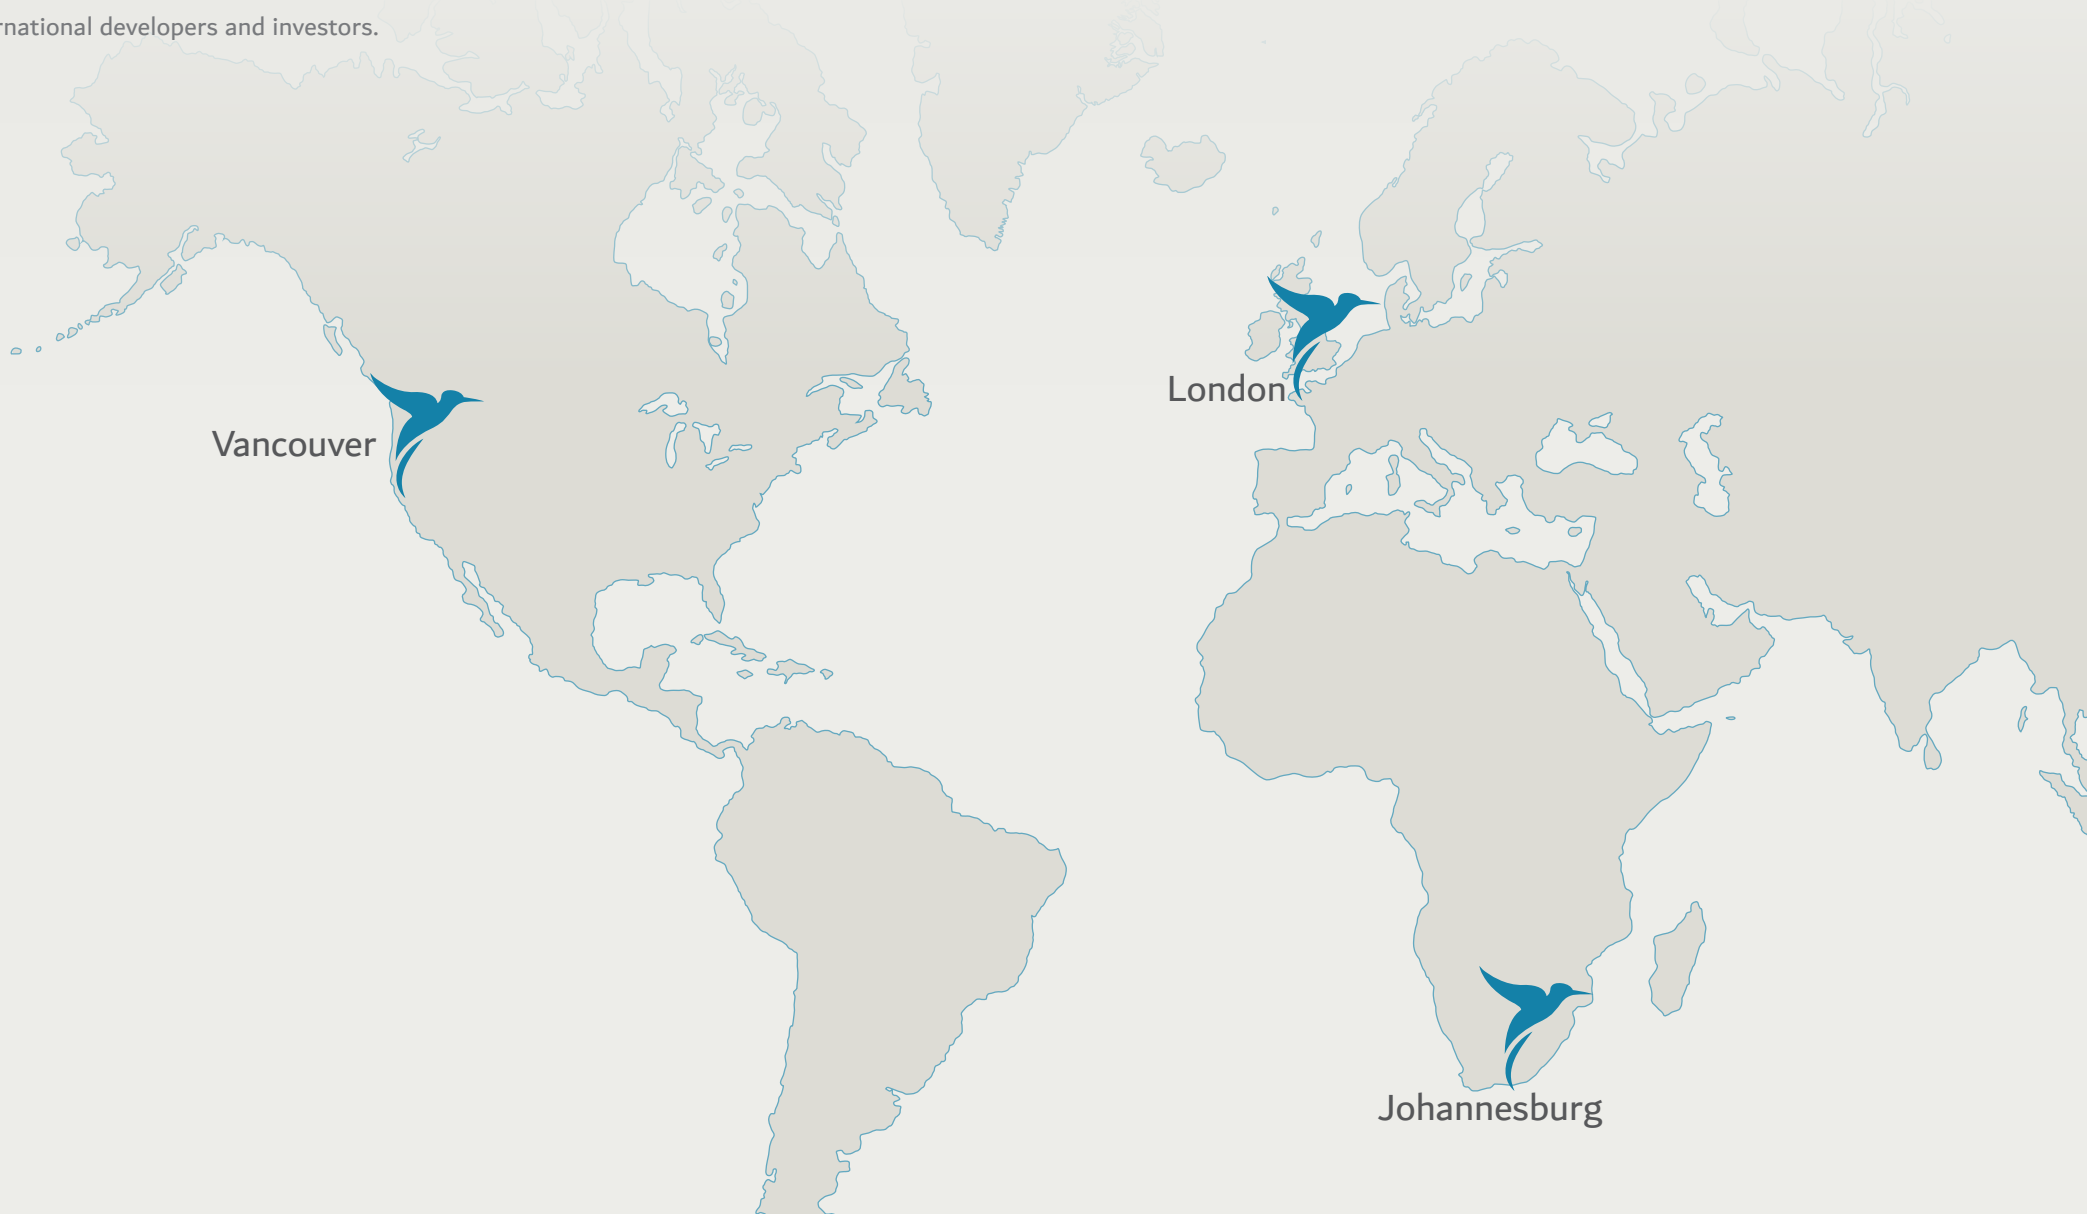 rnational developers and investors.
London
Vancouver
Johannesburg